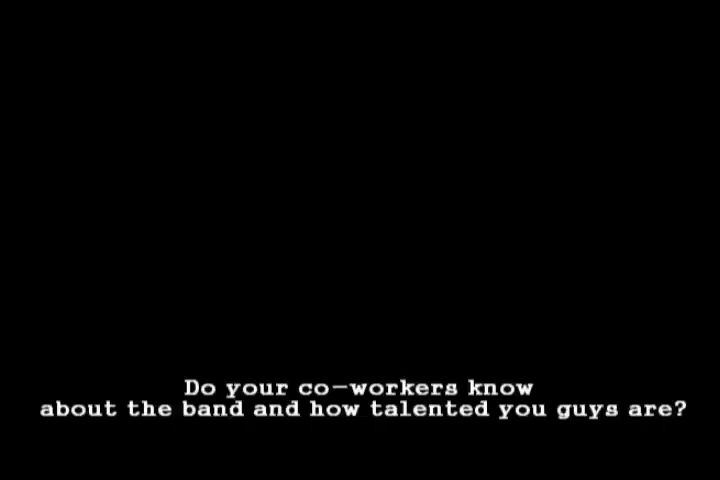 Do your co-workers know
about the band and how talented you guys are?